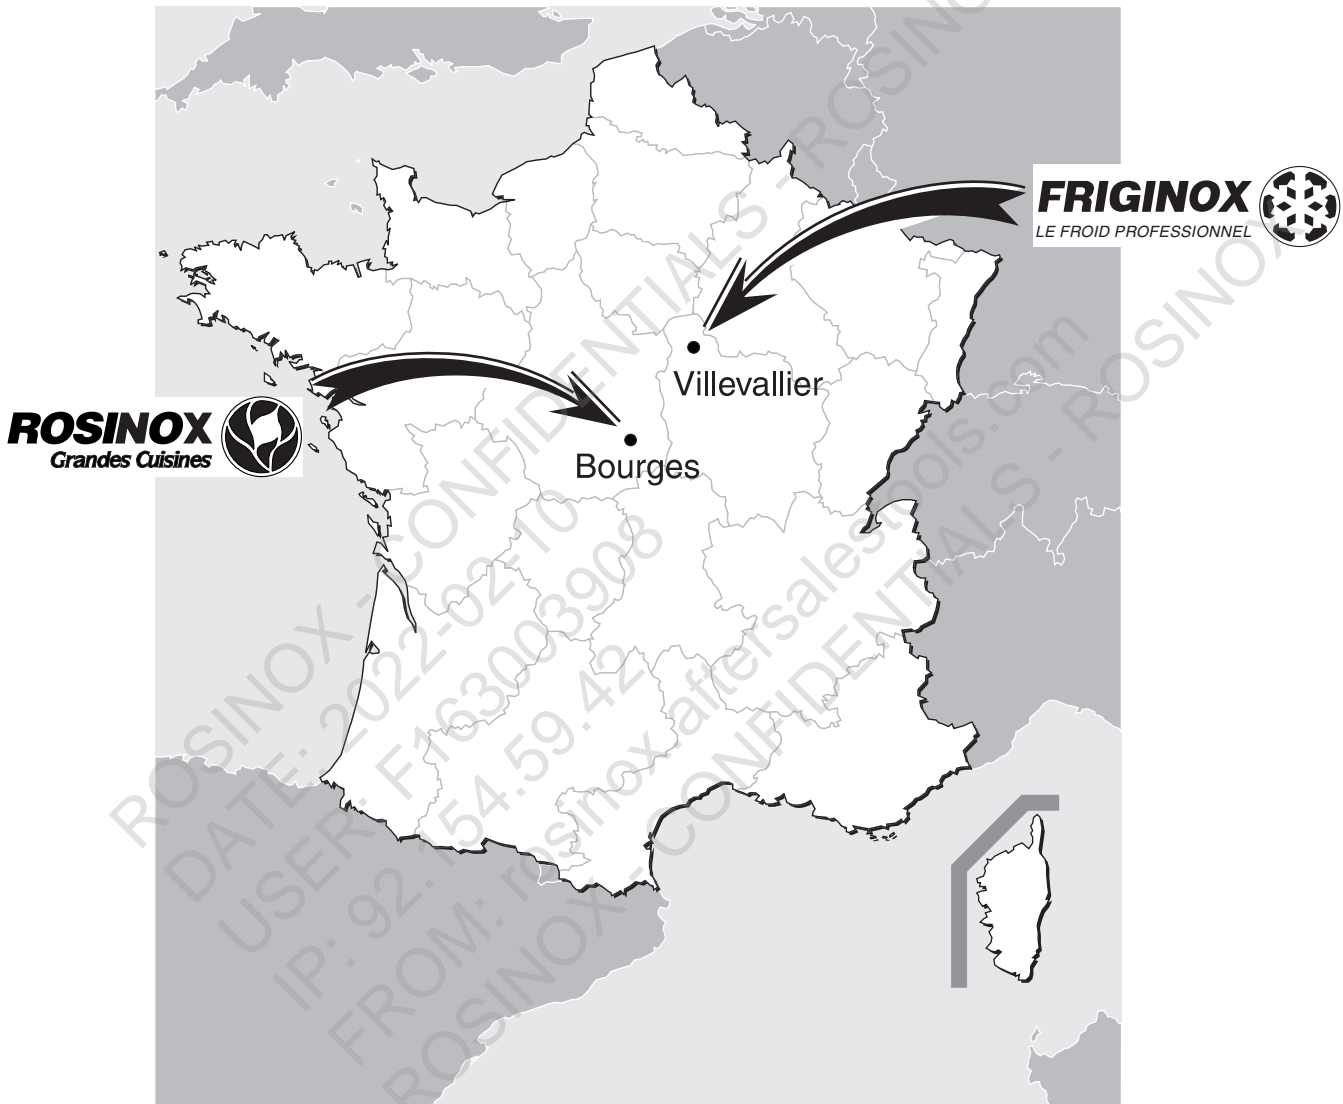 FRIGINOX
LE FROID PROFESSIONNEL
Villevallier
ROSINOX
Grandes Cuisines
Bourges
ROSINOX - CONFIDENTIALS - ROSINOX
DATE: 2022-02-10
USER: F1630003908
IP: 92.154.59.42
FROM: rosinox.aftersalestools.com
ROSINOX - CONFIDENTIALS - ROSINOX